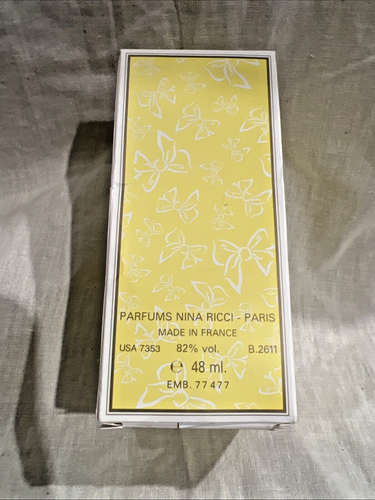 PARFUMS NINA RICCI - PARIS
MADE IN FRANCE
USA 7353 82% vol. B.2611
℮ 48 ml.
EMB. 77477